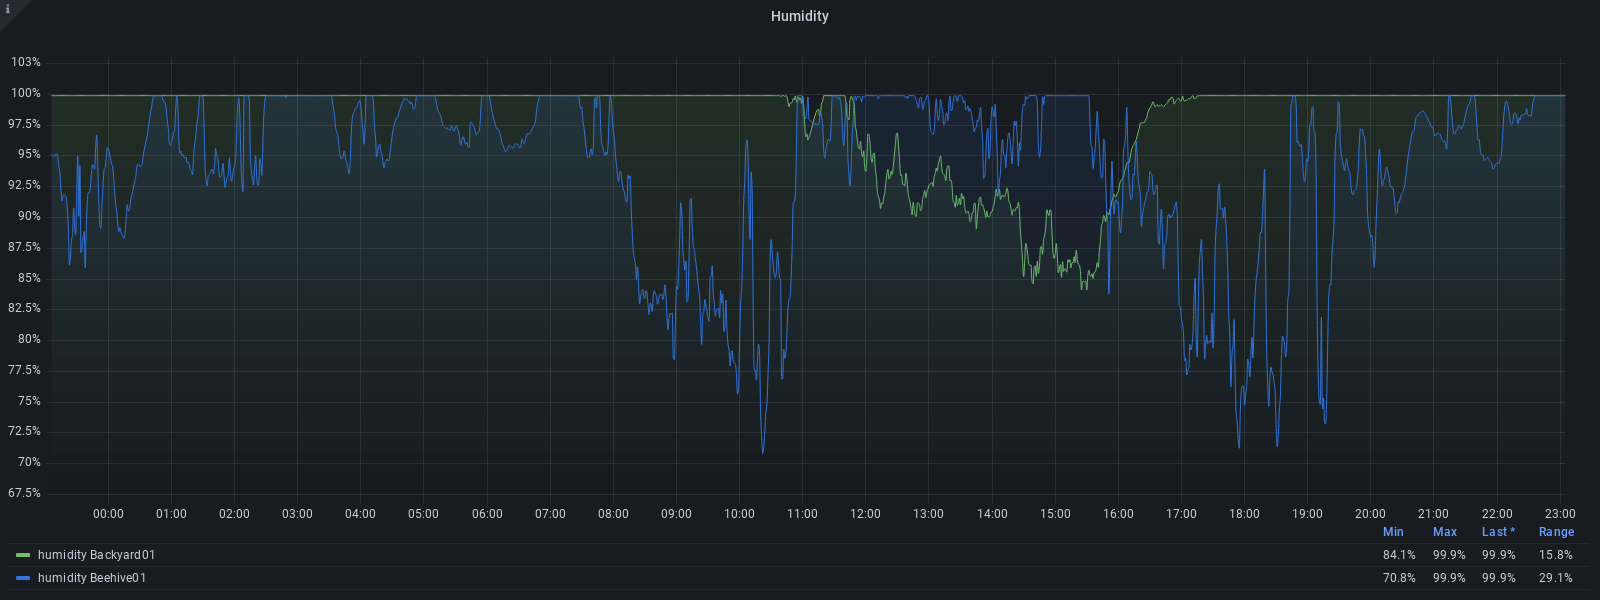 i
Humidity
103%
100%
97.5%
95%
92.5%
90%
87.5%
85%
82.5%
80%
77.5%
75%
72.5%
70%
67.5%
00:00 01:00 02:00 03:00 04:00 05:00 06:00 07:00 08:00 09:00 10:00 11:00 12:00 13:00 14:00 15:00 16:00 17:00 18:00 19:00 20:00 21:00 22:00 23:00
Min Max Last * Range
humidity Backyard01 84.1% 99.9% 99.9% 15.8%
humidity Beehive01 70.8% 99.9% 99.9% 29.1%